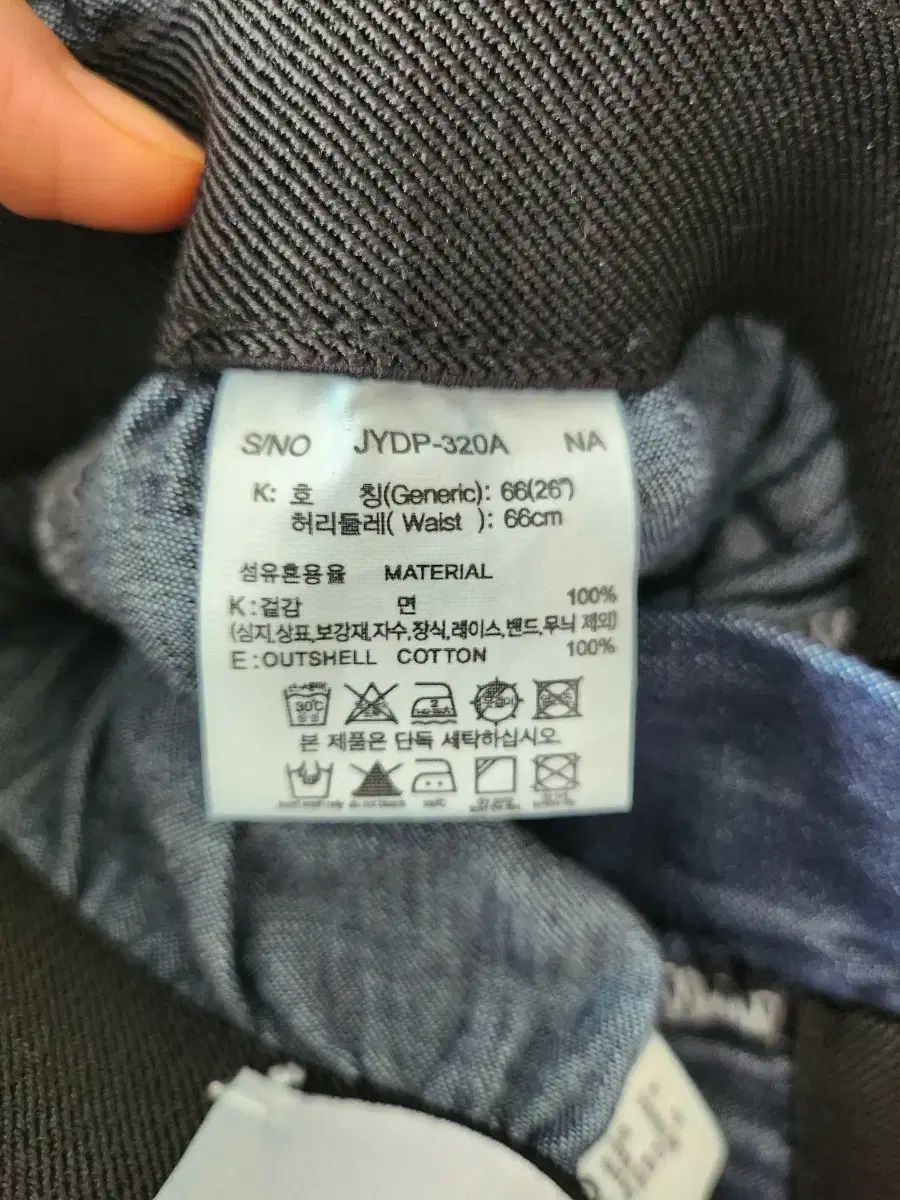 S/NO JYDP-320A NA
K: 호 칭(Generic): 66(26")
허리둘레( Waist ): 66cm
섬유혼용율 MATERIAL
K:겉감 면 100%
(심지,상표,보강재,자수,장식,레이스,밴드,무늬 제외)
E:OUTSHELL COTTON 100%
30℃
본 제품은 단독 세탁하십시오.
do not bleach